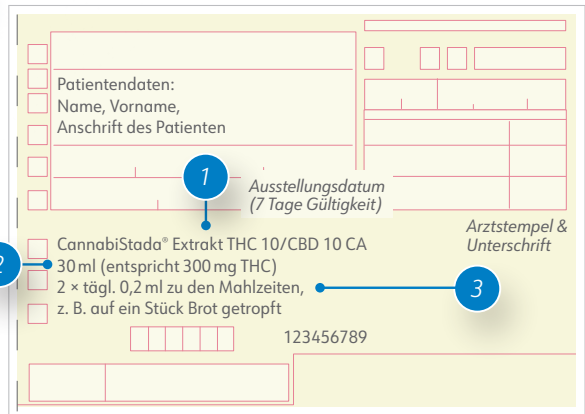 Patientendaten:
Name, Vorname,
Anschrift des Patienten
1
Ausstellungsdatum
(7 Tage Gültigkeit)
Arztstempel &
Unterschrift
CannabiStada® Extrakt THC 10/CBD 10 CA
2
30 ml (entspricht 300 mg THC)
2 × tägl. 0,2 ml zu den Mahlzeiten,
3
z. B. auf ein Stück Brot getropft
123456789